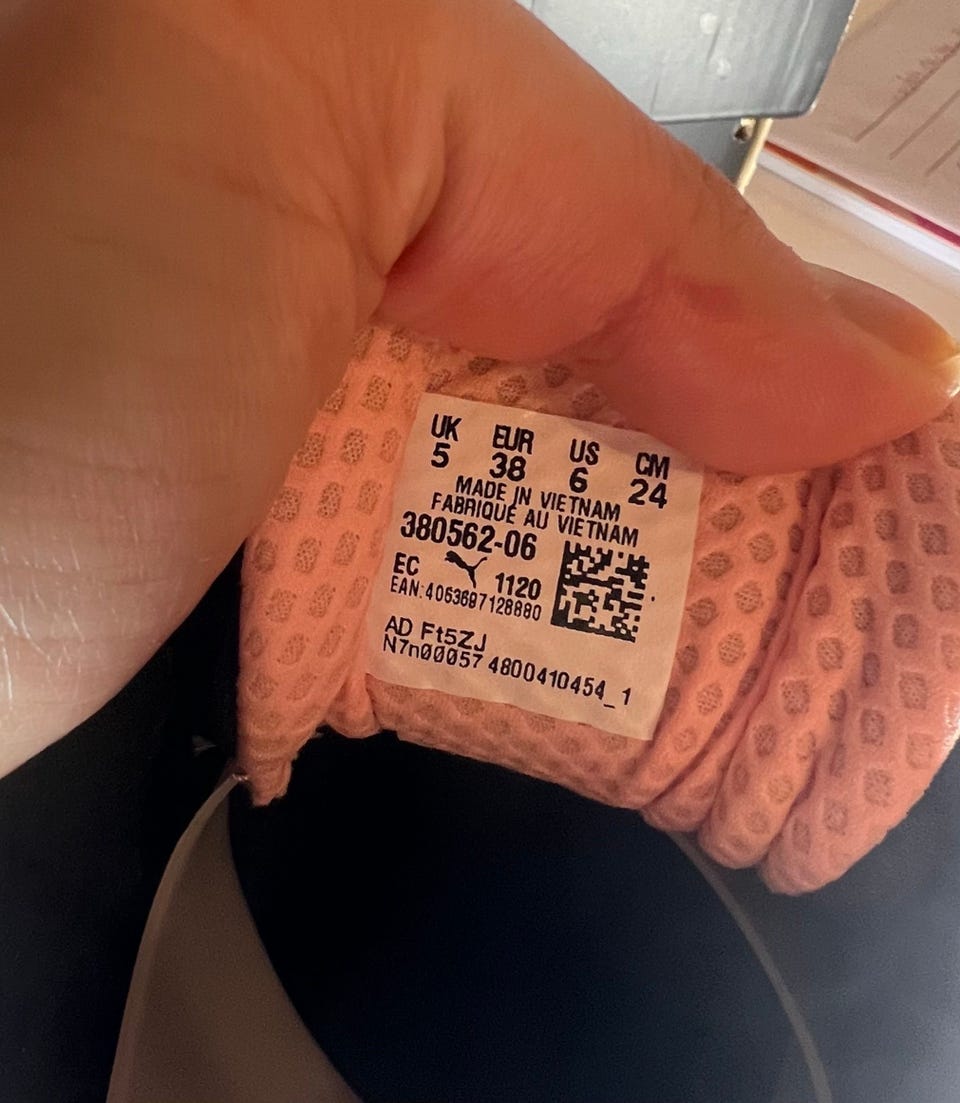 UK EUR US CM
5 38 6 24
MADE IN VIETNAM
FABRIQUE AU VIETNAM
380562-06
EC 1120
EAN:4063697128880
AD Ft5ZJ
N7n00057 4800410454_1